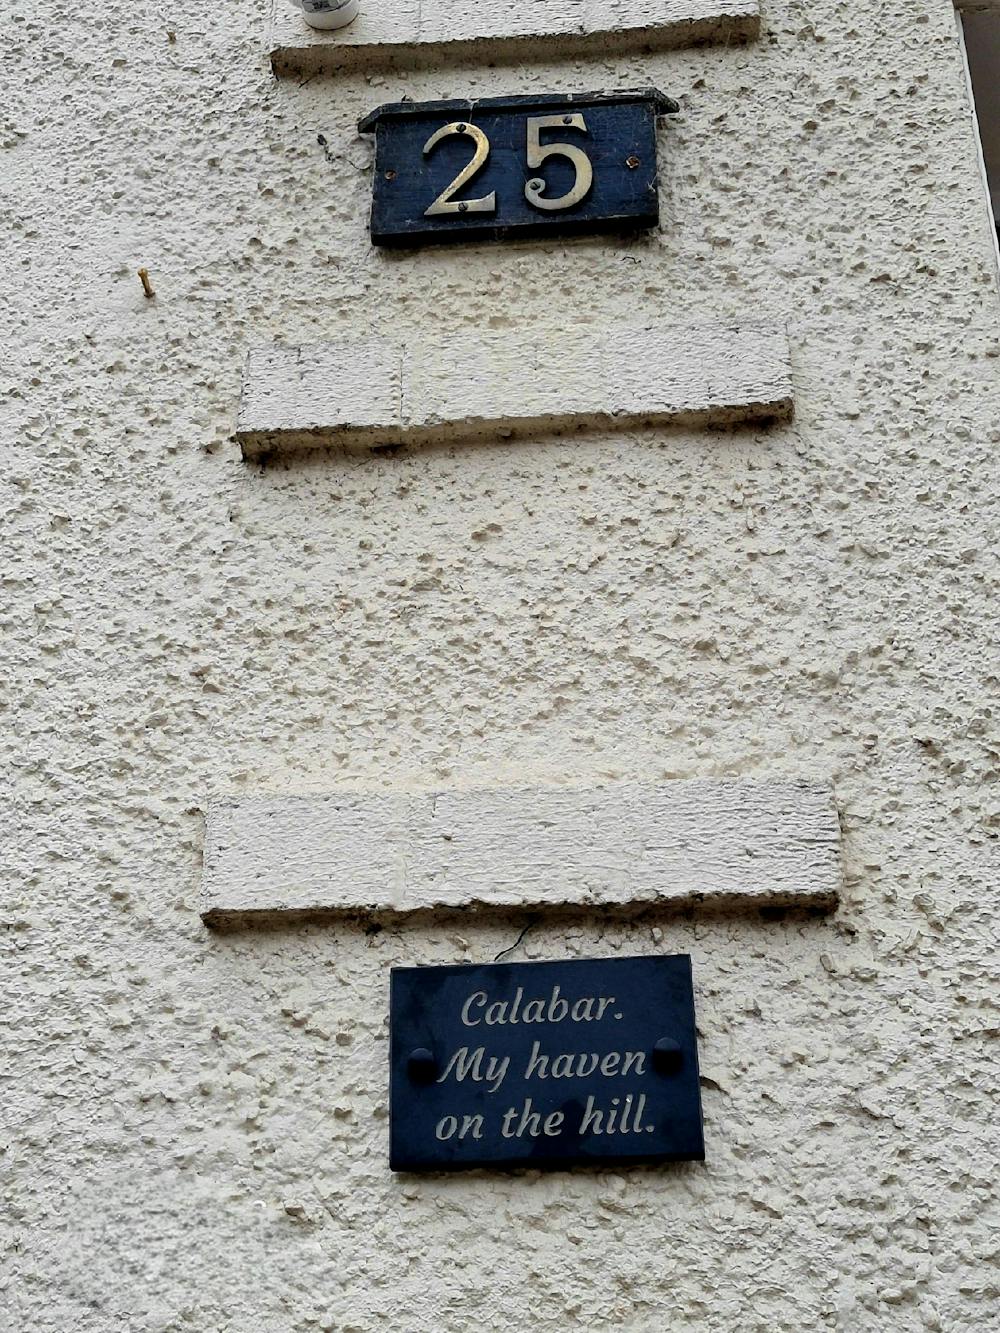 25
Calabar.
My haven
on the hill.